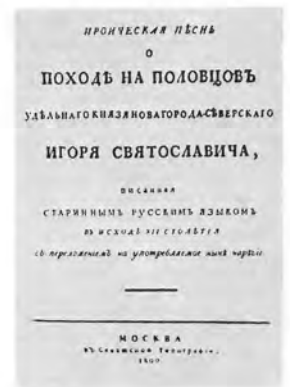 ИРОИЧЕСКАЯ ПѢСНЬ
О
ПОХОДѢ НА ПОЛОВЦОВЪ
УДѢЛЬНАГО КНЯЗЯ НОВАГОРОДА-СѢВЕРСКАГО
ИГОРЯ СВЯТОСЛАВИЧА,
ПИСАННАЯ
СТАРИННЫМЪ РУССКИМЪ ЯЗЫКОМЪ
ВЪ ИСХОДѢ XII СТОЛѢТІЯ
съ переложеніемъ на употребляемое нынѣ нарѣчіе.
МОСКВА
Въ Сенатской Типографіи,
1800